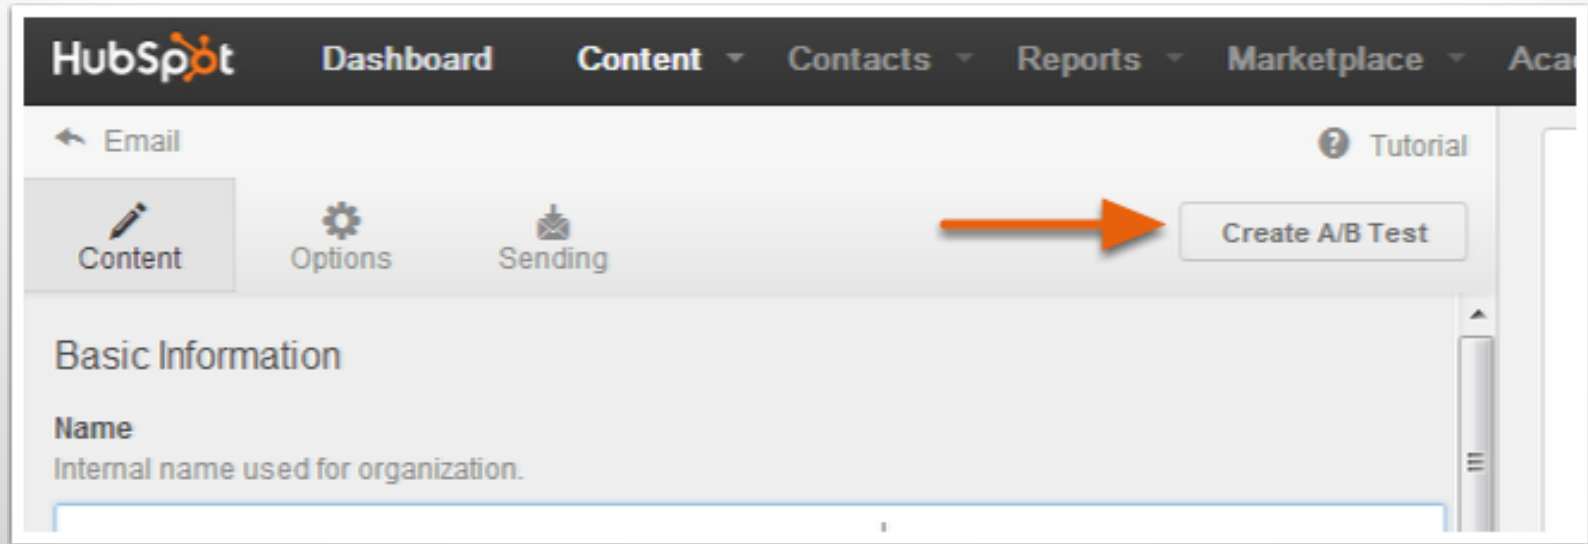 HubSpot Dashboard Content Contacts Reports Marketplace
Email Tutorial
Content Options Sending Create A/B Test
Basic Information
Name
Internal name used for organization.